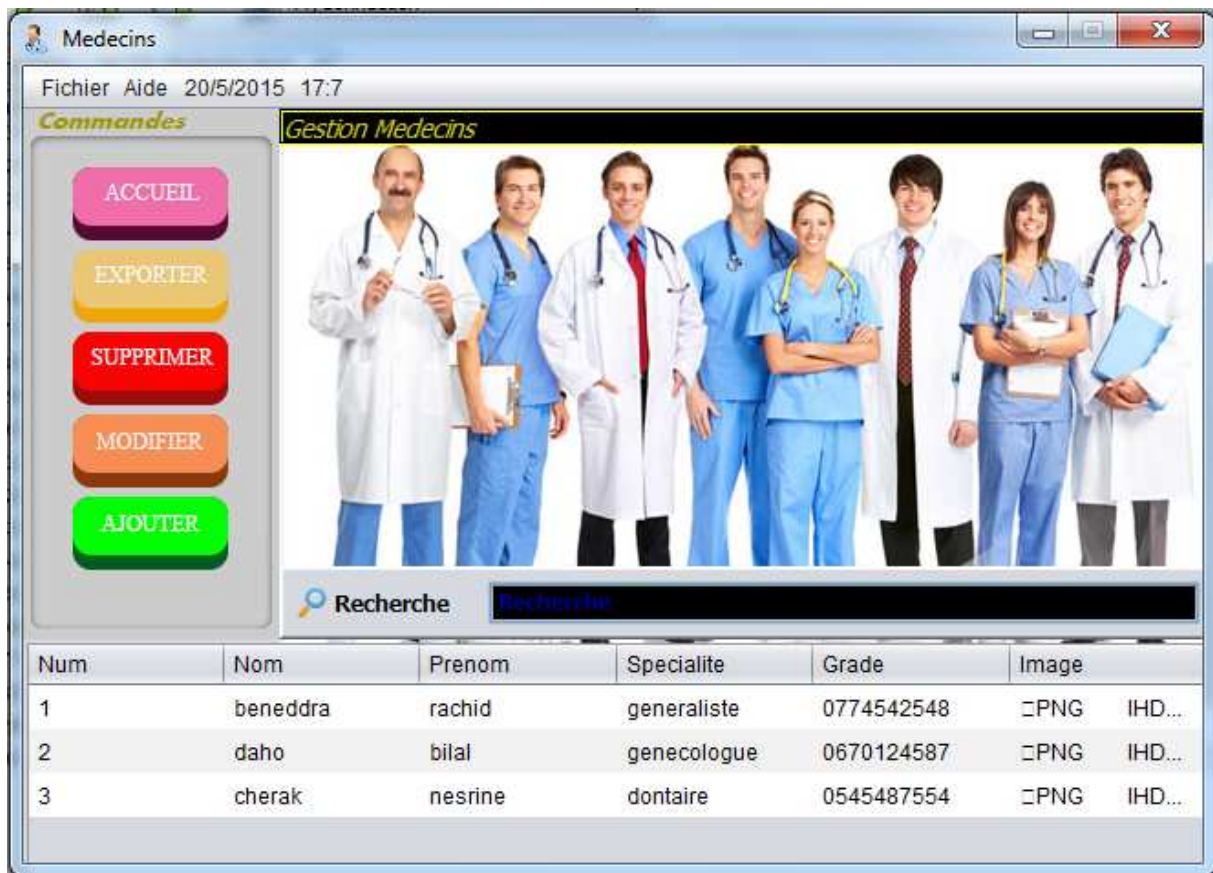 Medecins
Fichier Aide 20/5/2015 17:7
Commandes
Gestion Medecins
ACCUEIL
EXPORTER
SUPPRIMER
MODIFIER
AJOUTER
Recherche Recherche
Num Nom Prenom Specialite Grade Image
1 beneddra rachid generaliste 0774542548 □PNG IHD...
2 daho bilal genecologue 0670124587 □PNG IHD...
3 cherak nesrine dontaire 0545487554 □PNG IHD...